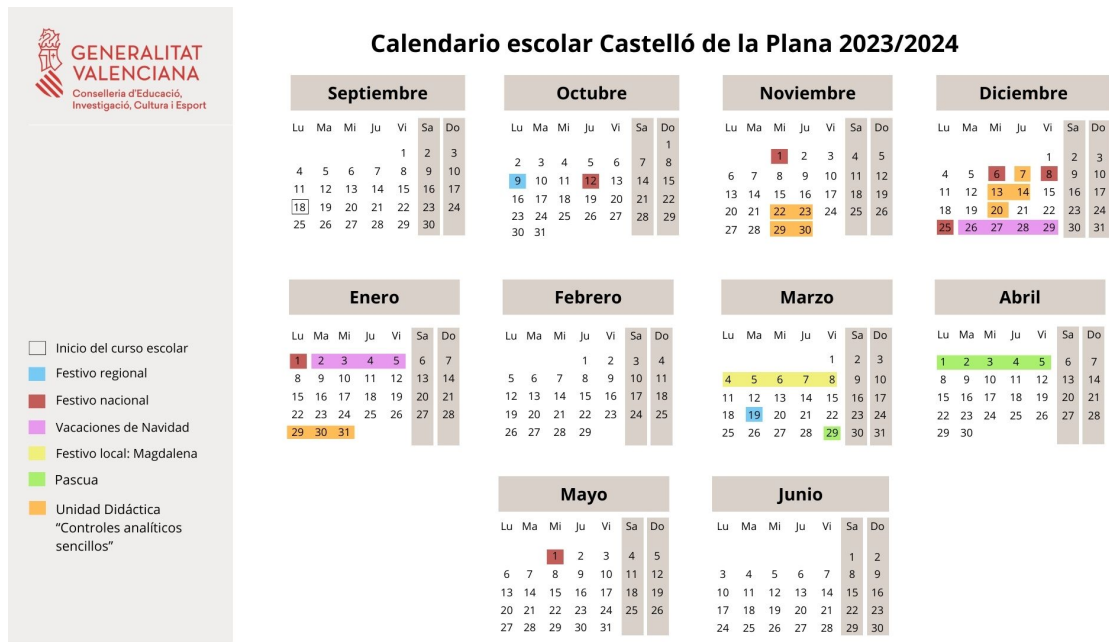 GENERALITAT
VALENCIANA
Conselleria d'Educació,
Investigació, Cultura i Esport
Calendario escolar Castelló de la Plana 2023/2024
Septiembre
Lu Ma Mi Ju Vi Sa Do
1 2 3
4 5 6 7 8 9 10
11 12 13 14 15 16 17
18 19 20 21 22 23 24
25 26 27 28 29 30
Octubre
Lu Ma Mi Ju Vi Sa Do
1
2 3 4 5 6 7 8
9 10 11 12 13 14 15
16 17 18 19 20 21 22
23 24 25 26 27 28 29
30 31
Noviembre
Lu Ma Mi Ju Vi Sa Do
1 2 3 4 5
6 7 8 9 10 11 12
13 14 15 16 17 18 19
20 21 22 23 24 25 26
27 28 29 30
Diciembre
Lu Ma Mi Ju Vi Sa Do
1 2 3
4 5 6 7 8 9 10
11 12 13 14 15 16 17
18 19 20 21 22 23 24
25 26 27 28 29 30 31
Enero
Lu Ma Mi Ju Vi Sa Do
1 2 3 4 5 6 7
8 9 10 11 12 13 14
15 16 17 18 19 20 21
22 23 24 25 26 27 28
29 30 31
Febrero
Lu Ma Mi Ju Vi Sa Do
1 2 3 4
5 6 7 8 9 10 11
12 13 14 15 16 17 18
19 20 21 22 23 24 25
26 27 28 29
Marzo
Lu Ma Mi Ju Vi Sa Do
1 2 3
4 5 6 7 8 9 10
11 12 13 14 15 16 17
18 19 20 21 22 23 24
25 26 27 28 29 30 31
Abril
Lu Ma Mi Ju Vi Sa Do
1 2 3 4 5 6 7
8 9 10 11 12 13 14
15 16 17 18 19 20 21
22 23 24 25 26 27 28
29 30
Mayo
Lu Ma Mi Ju Vi Sa Do
1 2 3 4 5
6 7 8 9 10 11 12
13 14 15 16 17 18 19
20 21 22 23 24 25 26
27 28 29 30 31
Junio
Lu Ma Mi Ju Vi Sa Do
1 2
3 4 5 6 7 8 9
10 11 12 13 14 15 16
17 18 19 20 21 22 23
24 25 26 27 28 29 30
Inicio del curso escolar
Festivo regional
Festivo nacional
Vacaciones de Navidad
Festivo local: Magdalena
Pascua
Unidad Didáctica
"Controles analíticos
sencillos"